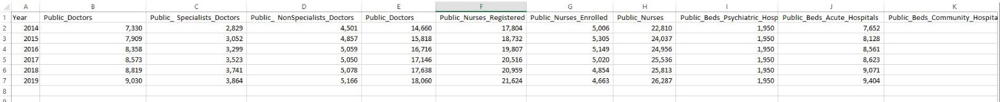 A B C D E F G H I J K
1 Year Public_Doctors Public_ Specialists_Doctors Public_ NonSpecialists_Doctors Public_Doctors Public_Nurses_Registered Public_Nurses_Enrolled Public_Nurses Public_Beds_Psychiatric_Hosp Public_Beds_Acute_Hospitals Public_Beds_Community_Hospita
2 2014 7,330 2,829 4,501 14,660 17,804 5,006 22,810 1,950 7,652
3 2015 7,909 3,052 4,857 15,818 18,732 5,305 24,037 1,950 8,128
4 2016 8,358 3,299 5,059 16,716 19,807 5,149 24,956 1,950 8,561
5 2017 8,573 3,523 5,050 17,146 20,516 5,020 25,536 1,950 8,623
6 2018 8,819 3,741 5,078 17,638 20,959 4,854 25,813 1,950 9,071
7 2019 9,030 3,864 5,166 18,060 21,624 4,663 26,287 1,950 9,404
8